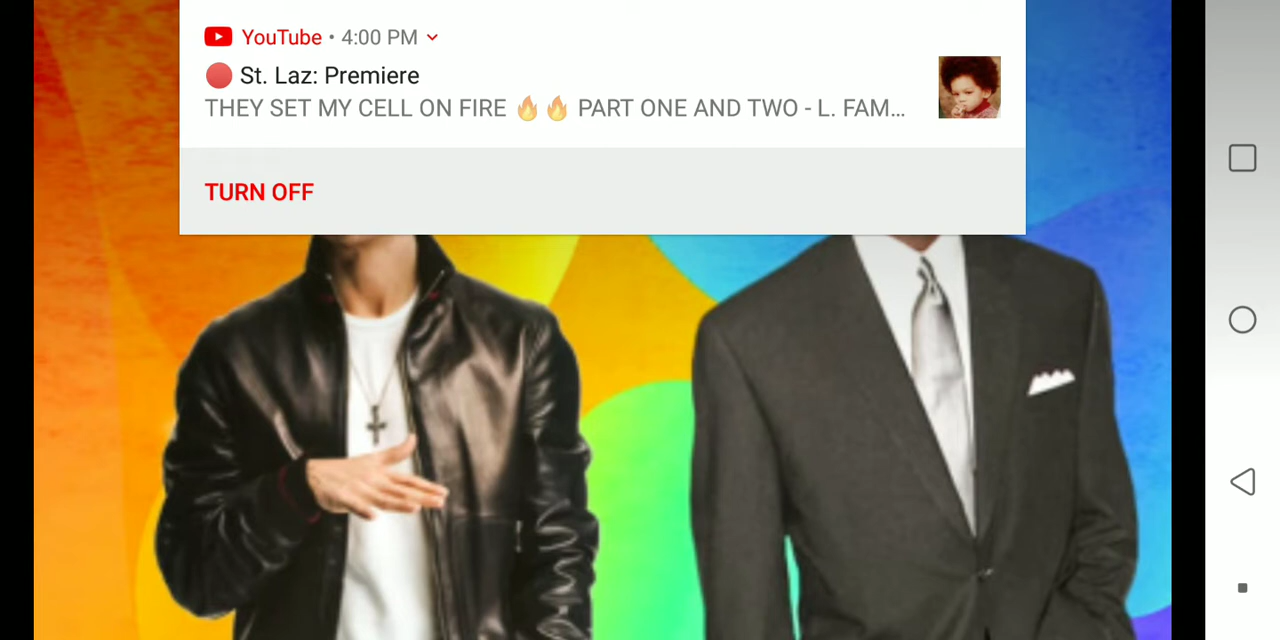 YouTube • 4:00 PM
🔴 St. Laz: Premiere
THEY SET MY CELL ON FIRE 🔥🔥 PART ONE AND TWO - L. FAM...
TURN OFF